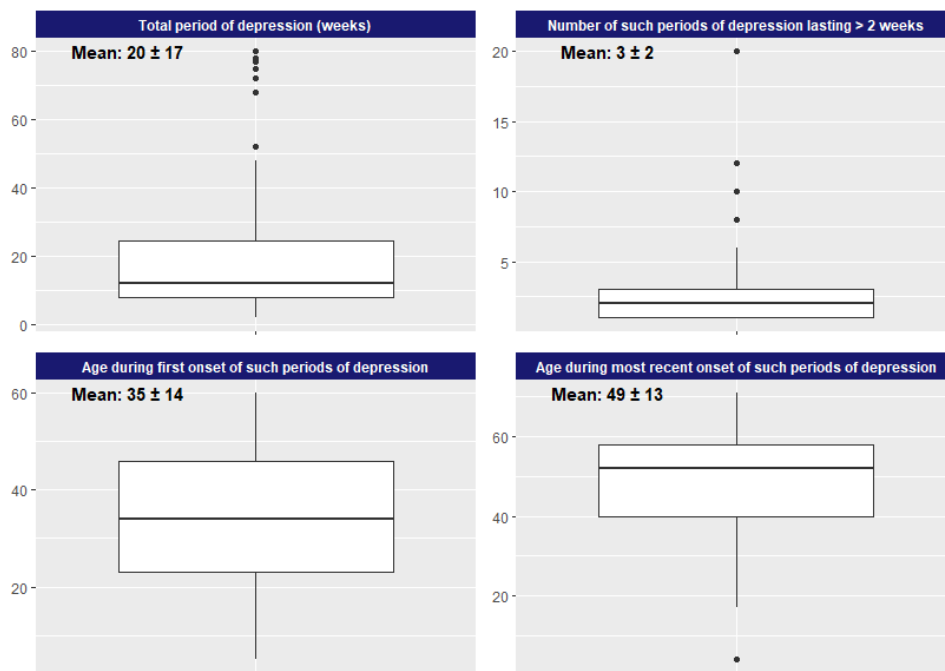 Total period of depression (weeks)
Mean: 20 ± 17
80
60
40
20
0
Number of such periods of depression lasting > 2 weeks
Mean: 3 ± 2
20
15
10
5
Age during first onset of such periods of depression
Mean: 35 ± 14
60
40
20
Age during most recent onset of such periods of depression
Mean: 49 ± 13
60
40
20